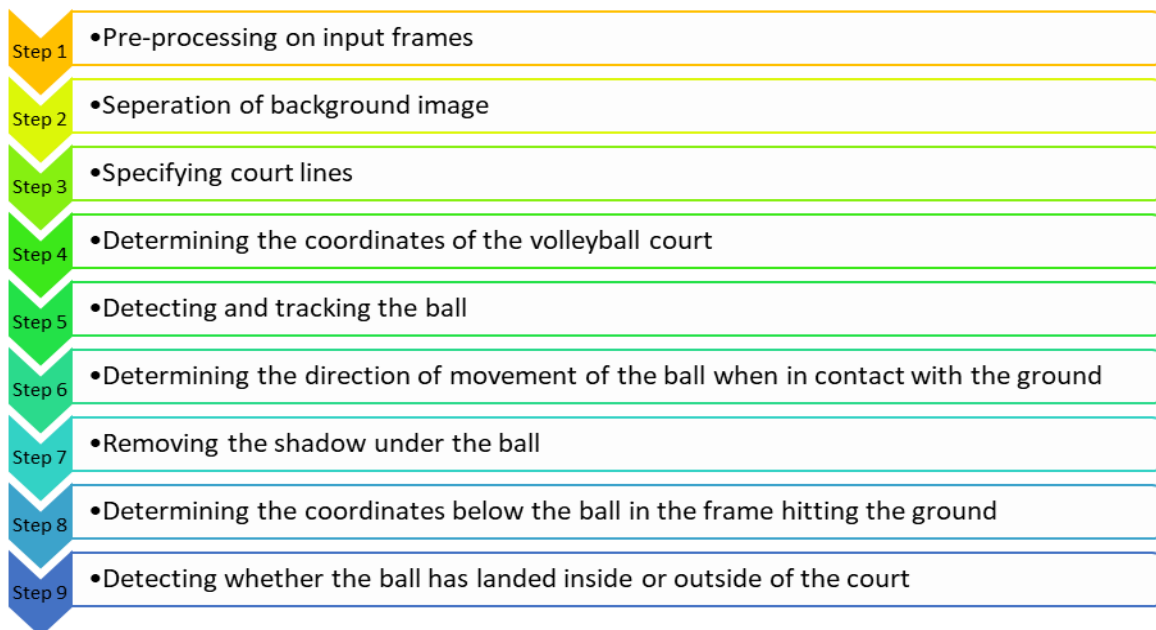 Step 1
•Pre-processing on input frames
Step 2
•Seperation of background image
Step 3
•Specifying court lines
Step 4
•Determining the coordinates of the volleyball court
Step 5
•Detecting and tracking the ball
Step 6
•Determining the direction of movement of the ball when in contact with the ground
Step 7
•Removing the shadow under the ball
Step 8
•Determining the coordinates below the ball in the frame hitting the ground
Step 9
•Detecting whether the ball has landed inside or outside of the court